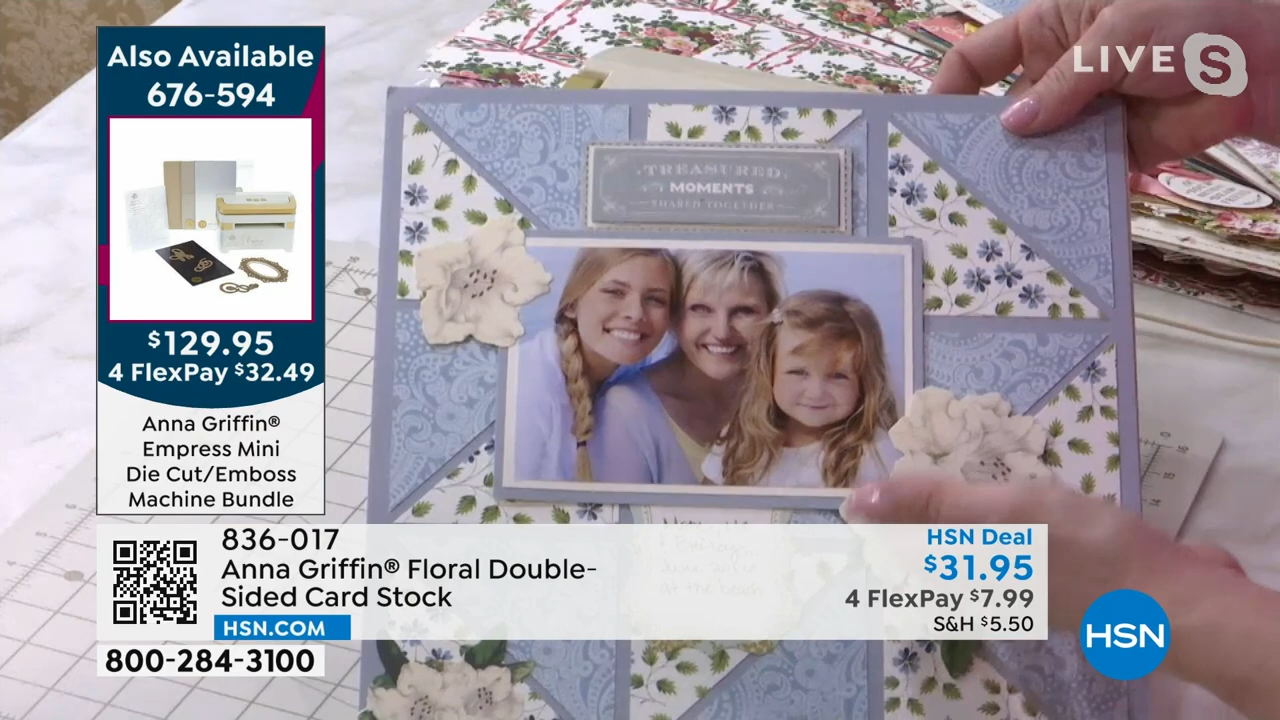 Also Available
676-594
$129.95
4 FlexPay $32.49
Anna Griffin®
Empress Mini
Die Cut/Emboss
Machine Bundle
LIVE S
TREASURED
MOMENTS
SHARED TOGETHER
836-017
Anna Griffin® Floral Double-
Sided Card Stock
HSN.COM
800-284-3100
HSN Deal
$31.95
4 FlexPay $7.99
S&H $5.50
HSN